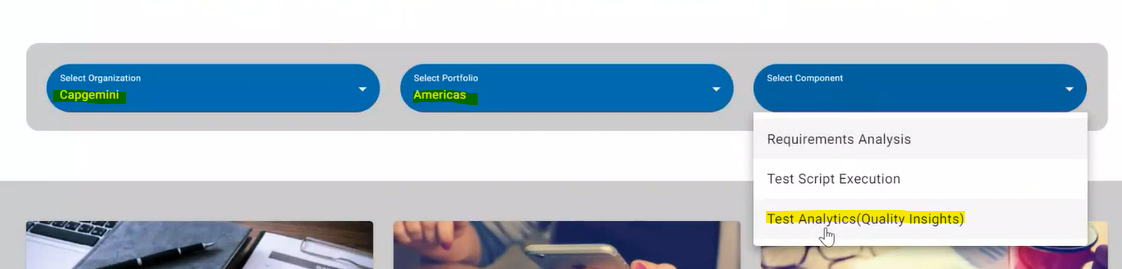 Select Organization
Capgemini
Select Portfolio
Americas
Select Component
Requirements Analysis
Test Script Execution
Test Analytics(Quality Insights)